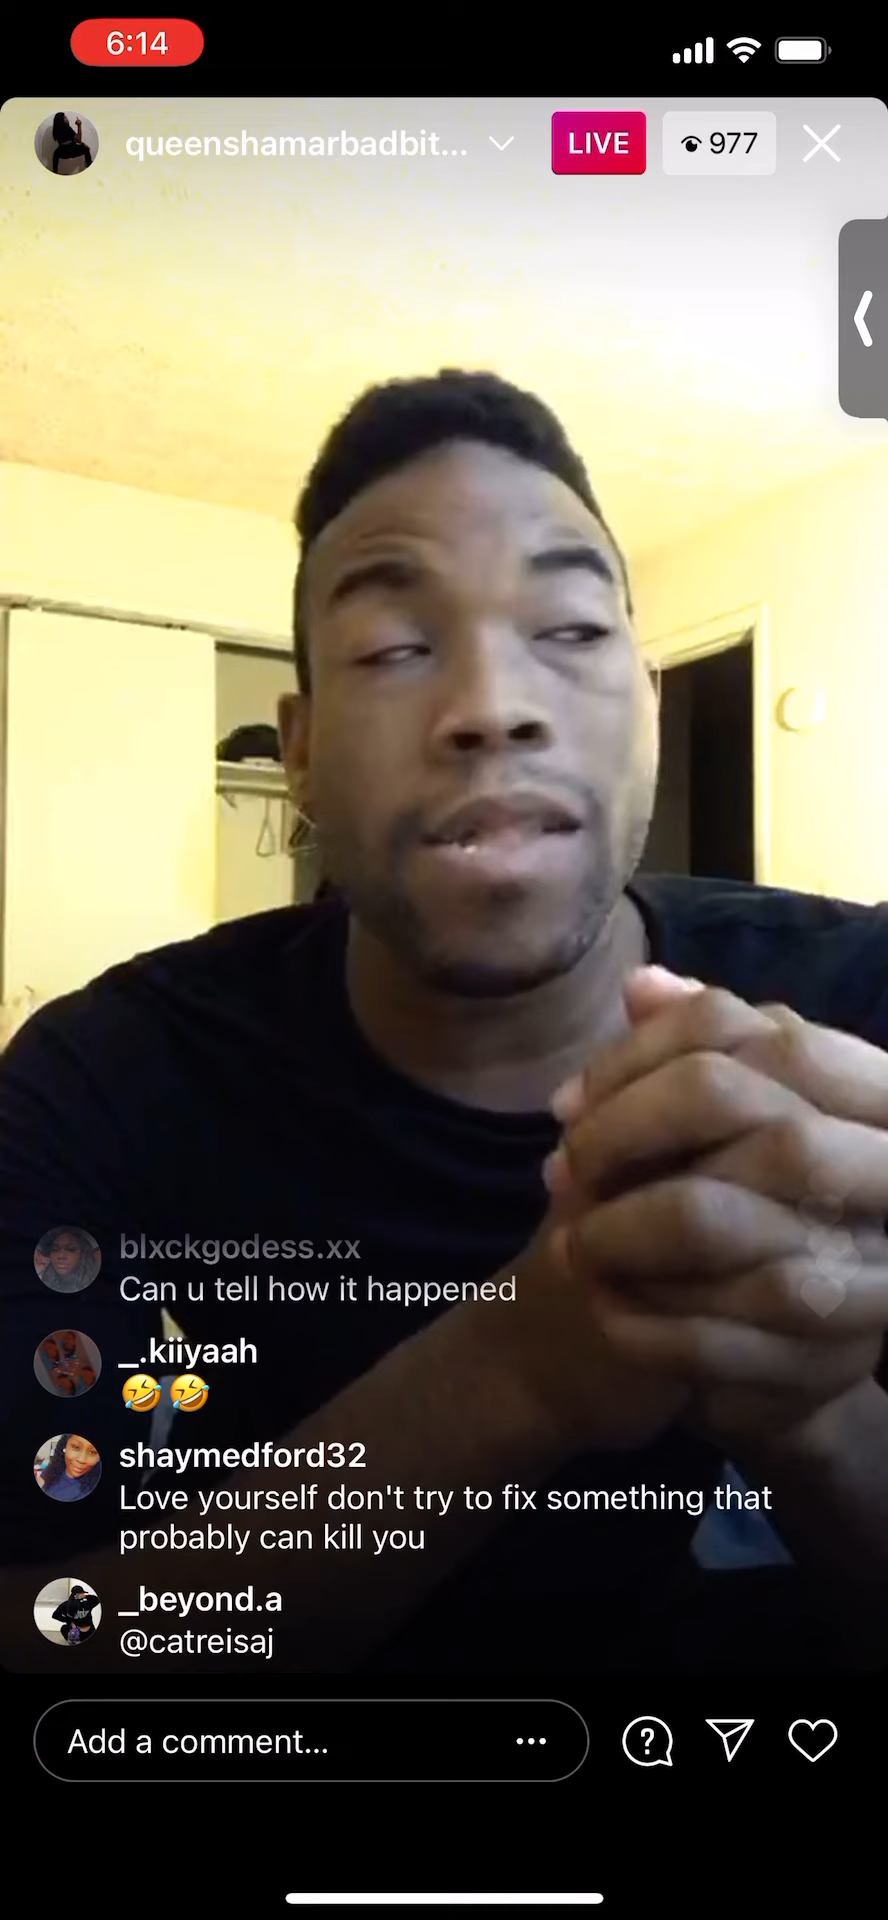 6:14
queenshamarbadbit...
LIVE
977
blxckgodess.xx
Can u tell how it happened
_.kiiyaah
🤣🤣
shaymedford32
Love yourself don't try to fix something that
probably can kill you
_beyond.a
@catreisaj
Add a comment...